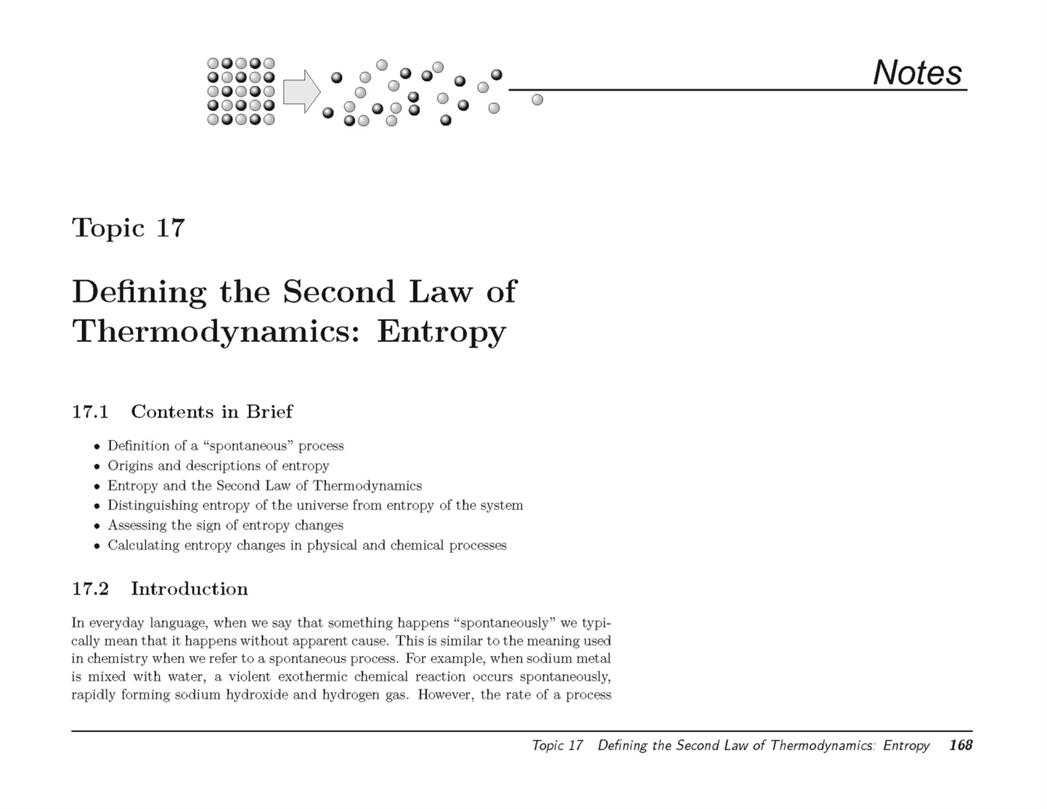 Notes
Topic 17
Defining the Second Law of
Thermodynamics: Entropy
17.1 Contents in Brief
• Definition of a “spontaneous” process
• Origins and descriptions of entropy
• Entropy and the Second Law of Thermodynamics
• Distinguishing entropy of the universe from entropy of the system
• Assessing the sign of entropy changes
• Calculating entropy changes in physical and chemical processes
17.2 Introduction
In everyday language, when we say that something happens “spontaneously” we typi-
cally mean that it happens without apparent cause. This is similar to the meaning used
in chemistry when we refer to a spontaneous process. For example, when sodium metal
is mixed with water, a violent exothermic chemical reaction occurs spontaneously,
rapidly forming sodium hydroxide and hydrogen gas. However, the rate of a process
Topic 17 Defining the Second Law of Thermodynamics: Entropy 168